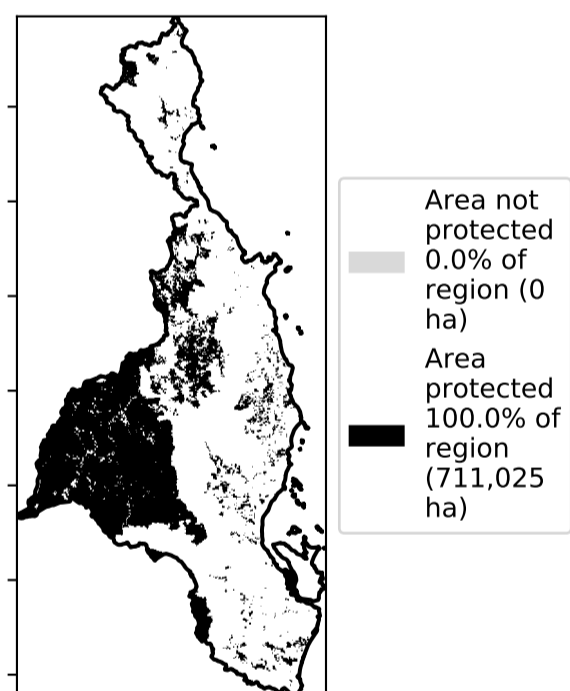 Area not
protected
0.0% of
region (0
ha)
Area
protected
100.0% of
region
(711,025
ha)